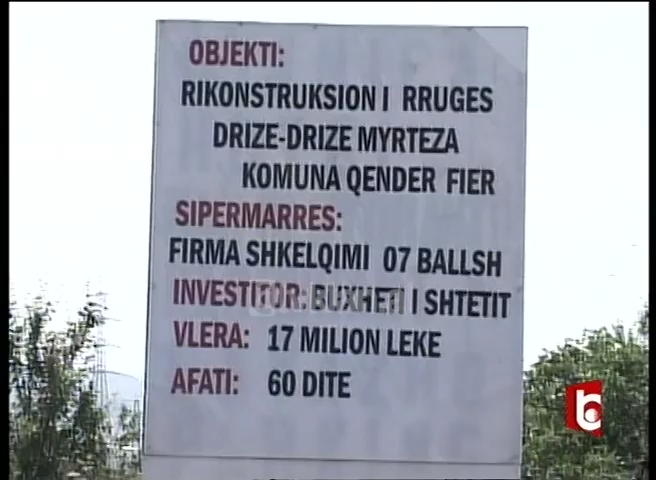 OBJEKTI:
RIKONSTRUKSION I RRUGES
DRIZE-DRIZE MYRTEZA
KOMUNA QENDER FIER
SIPERMARRES:
FIRMA SHKELQIMI 07 BALLSH
INVESTITOR: BUXHETI I SHTETIT
VLERA: 17 MILION LEKE
AFATI: 60 DITE
b